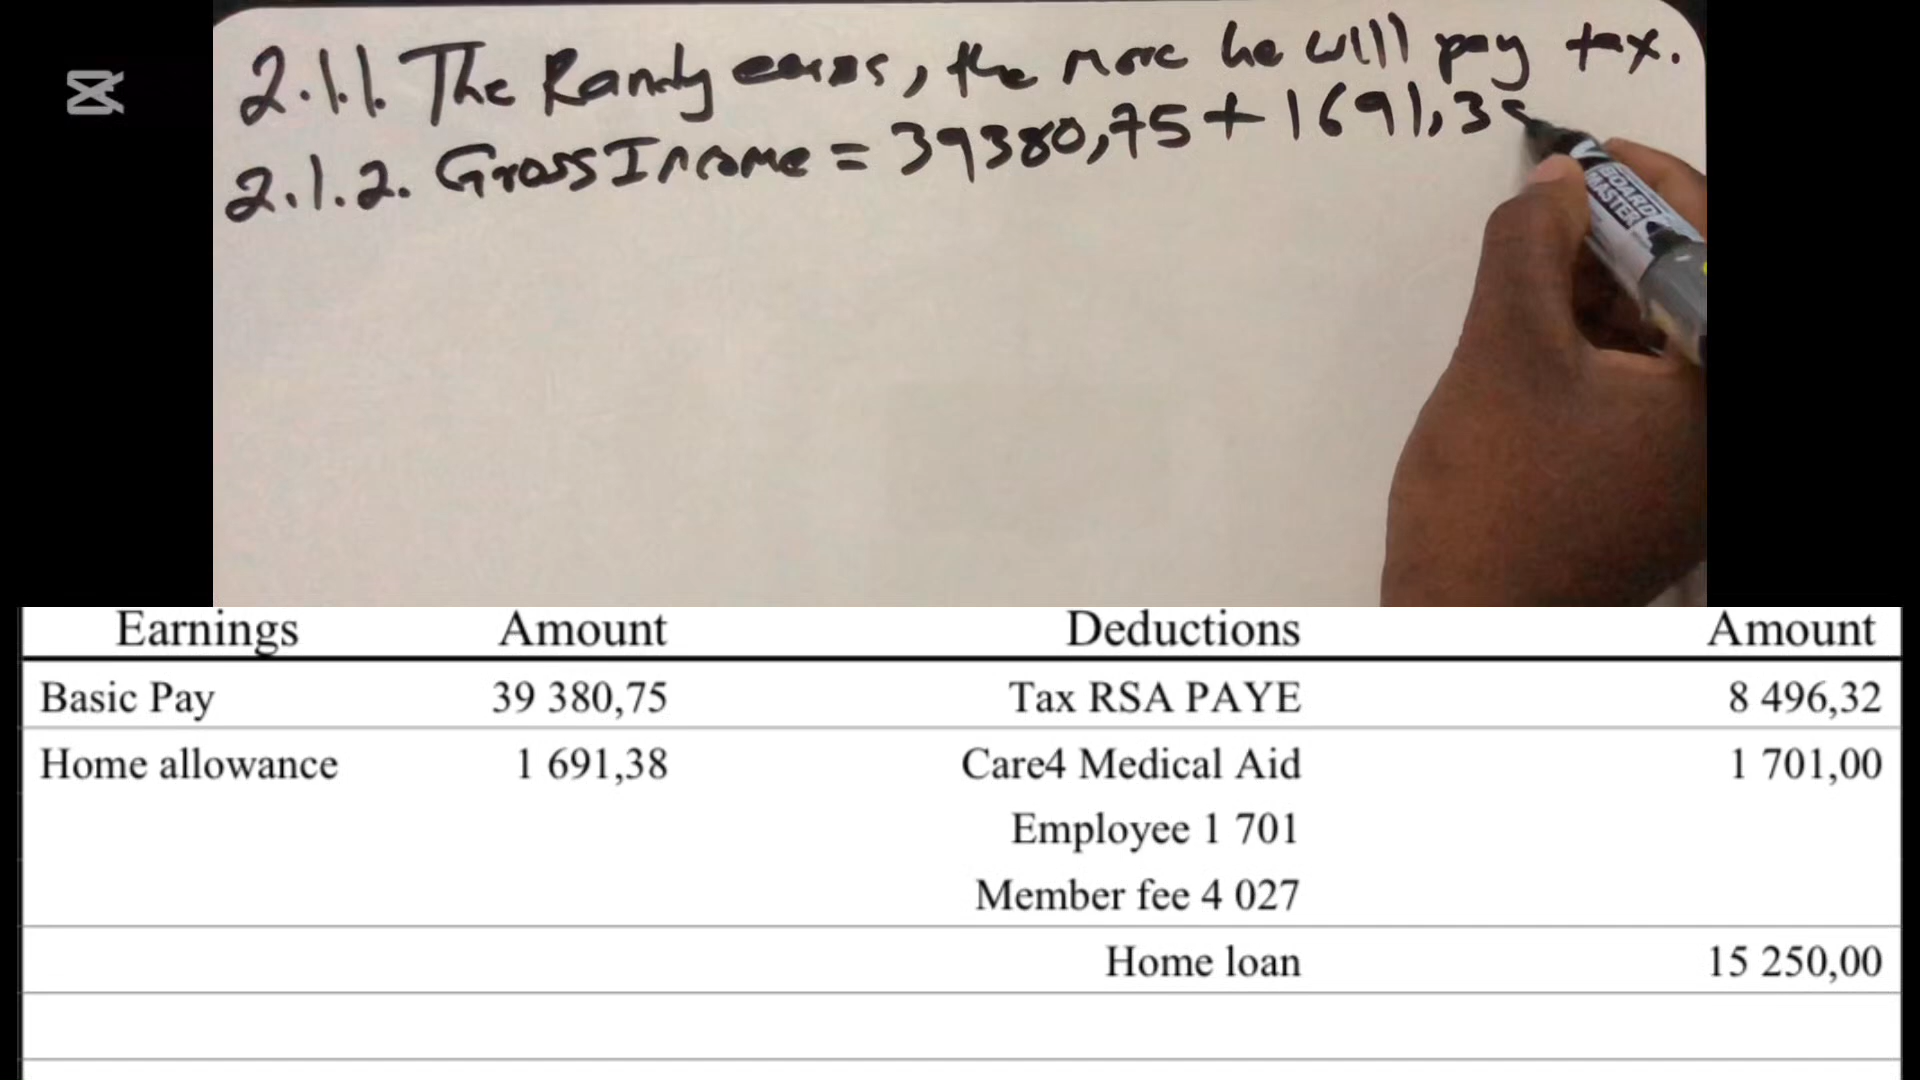 2.1.1. The Randy earns, the more he will pay tax.
2.1.2. Gross Income = 39380,75 + 1691,38
BOARD MASTER
Earnings Amount Deductions Amount
Basic Pay 39 380,75 Tax RSA PAYE 8 496,32
Home allowance 1 691,38 Care4 Medical Aid 1 701,00
Employee 1 701
Member fee 4 027
Home loan 15 250,00